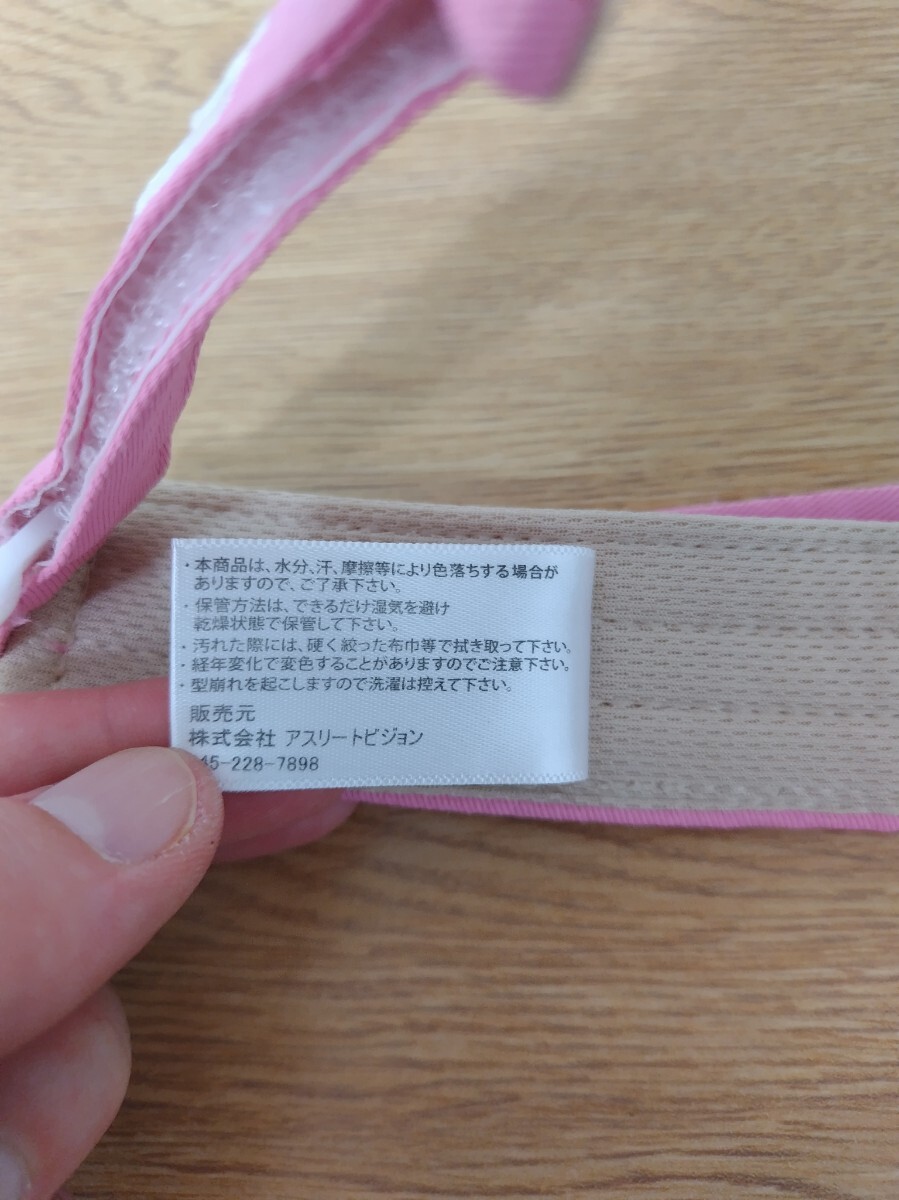 ・本商品は、水分、汗、摩擦等により色落ちする場合が
ありますので、ご了承下さい。
・保管方法は、できるだけ湿気を避け
乾燥状態で保管して下さい。
・汚れた際には、硬く絞った布巾等で拭き取って下さい。
・経年変化で変色することがありますのでご注意下さい。
・型崩れを起こしますので洗濯は控えて下さい。
販売元
株式会社 アスリートビジョン
45-228-7898